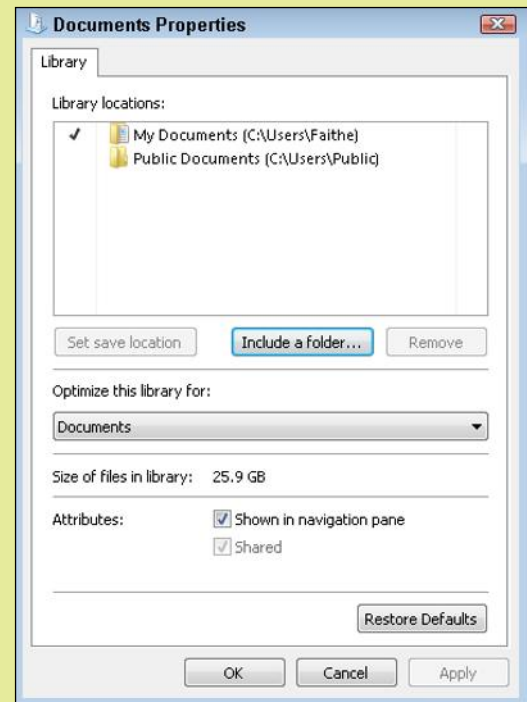 Documents Properties
Library
Library locations:
My Documents (C:\Users\Faithe)
Public Documents (C:\Users\Public)
Set save location Include a folder... Remove
Optimize this library for:
Documents
Size of files in library: 25.9 GB
Attributes: Shown in navigation pane
Shared
Restore Defaults
OK Cancel Apply